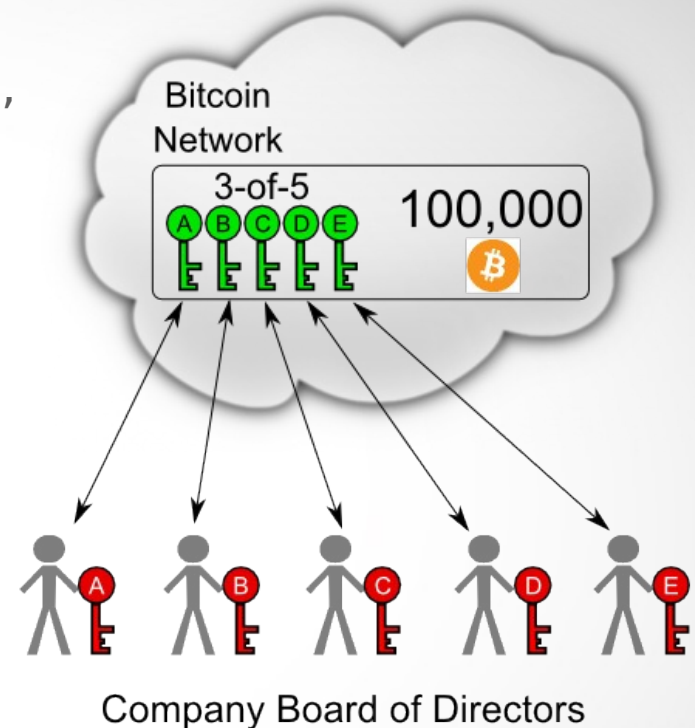 ,
Bitcoin
Network
3-of-5
A B C D E
100,000
₿
A B C D E
Company Board of Directors